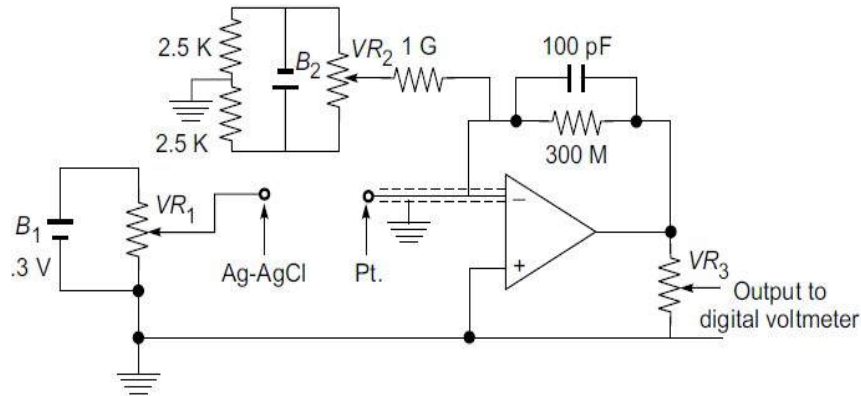 2.5 K
B2
VR2
1 G
100 pF
2.5 K
300 M
B1
VR1
.3 V
Ag-AgCl
Pt.
–
+
VR3
Output to
digital voltmeter